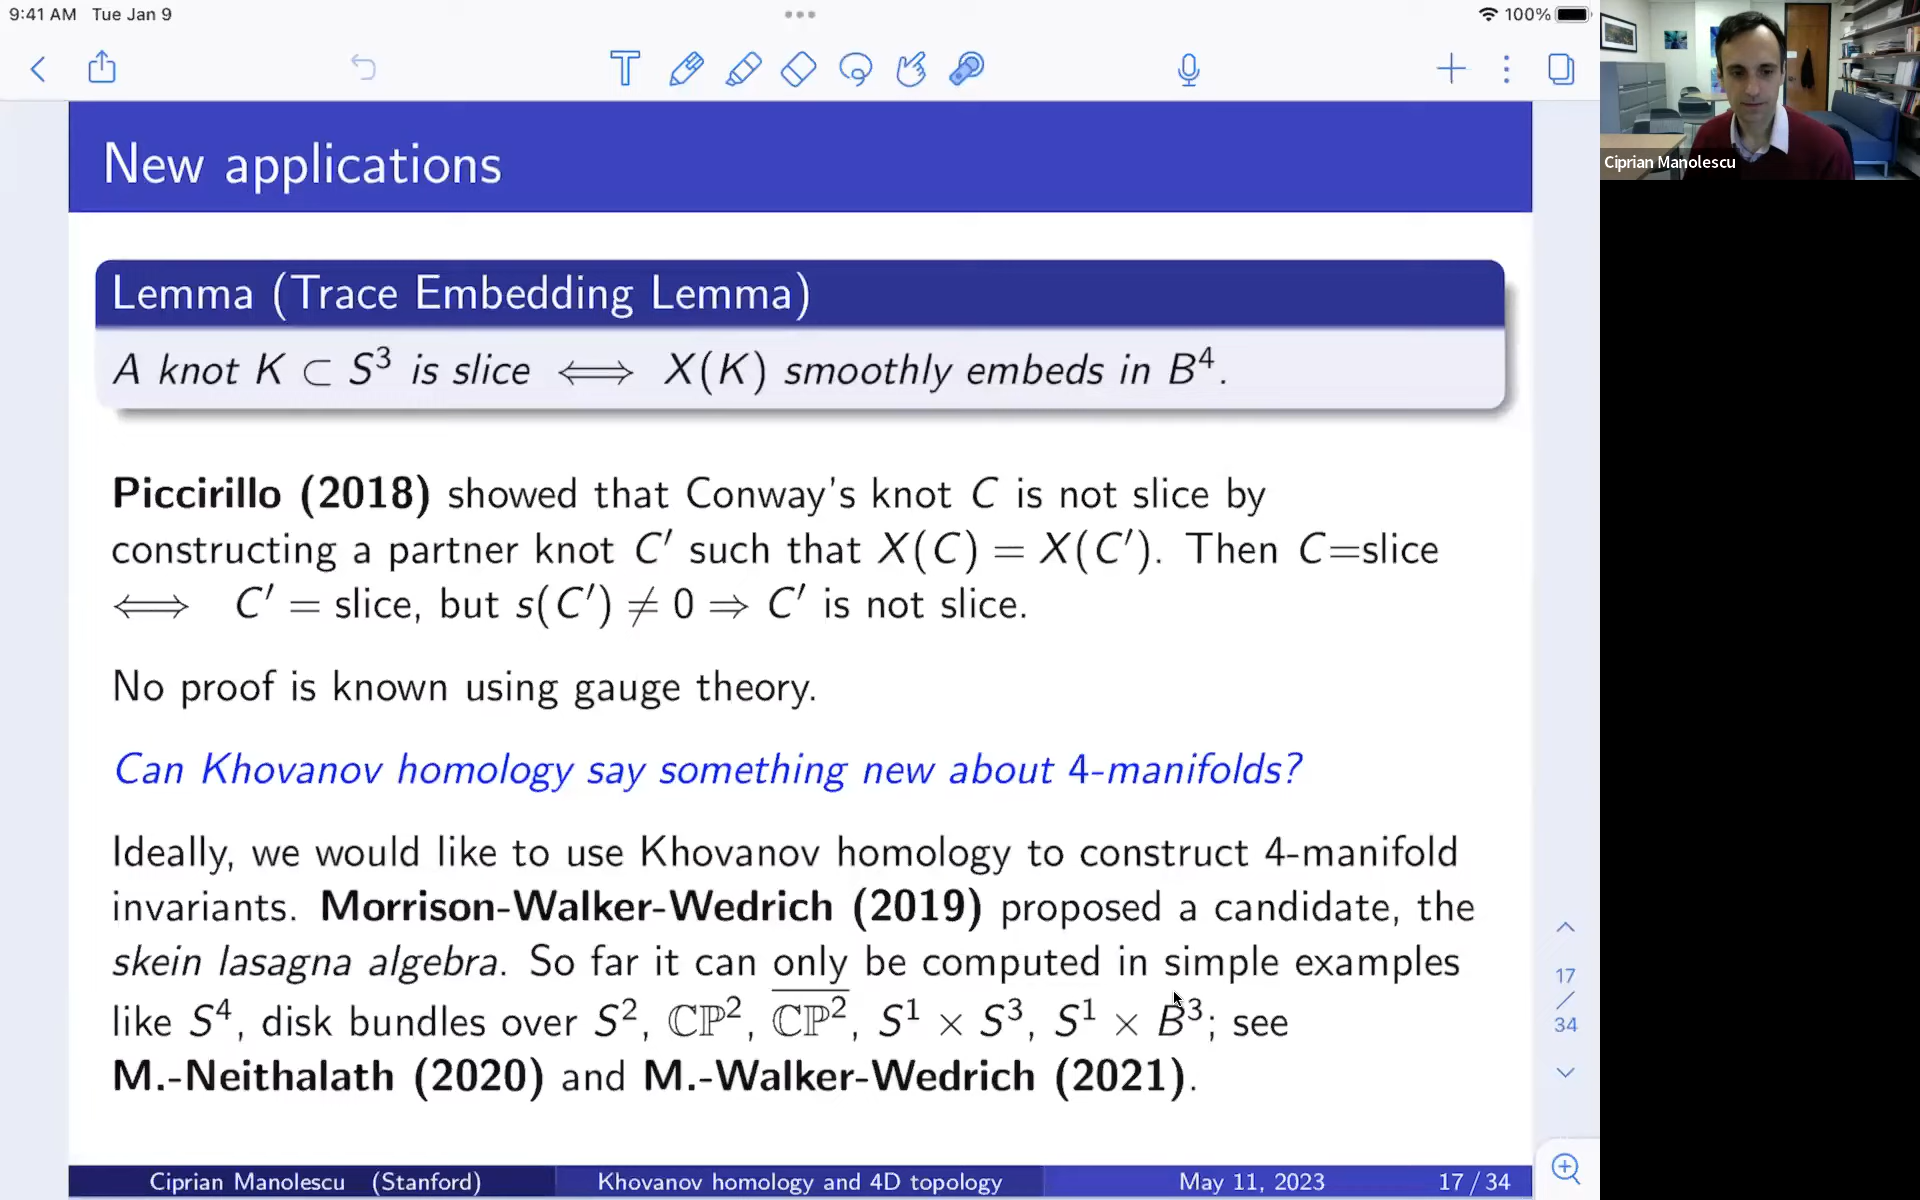 9:41 AM Tue Jan 9
100%
Ciprian Manolescu
New applications
Lemma (Trace Embedding Lemma)
A knot K ⊂ S³ is slice ⟺ X(K) smoothly embeds in B⁴.
Piccirillo (2018) showed that Conway's knot C is not slice by
constructing a partner knot C′ such that X(C) = X(C′). Then C=slice
⟺ C′ = slice, but s(C′) ≠ 0 ⇒ C′ is not slice.
No proof is known using gauge theory.
Can Khovanov homology say something new about 4-manifolds?
Ideally, we would like to use Khovanov homology to construct 4-manifold
invariants. Morrison-Walker-Wedrich (2019) proposed a candidate, the
skein lasagna algebra. So far it can only be computed in simple examples
like S⁴, disk bundles over S², ℂℙ², \overline{ℂℙ²}, S¹ × S³, S¹ × B³; see
M.-Neithalath (2020) and M.-Walker-Wedrich (2021).
17
/
34
Ciprian Manolescu (Stanford) Khovanov homology and 4D topology May 11, 2023 17 / 34